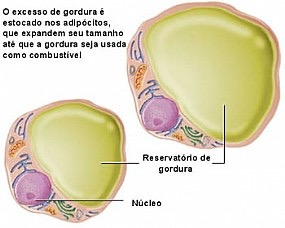 O excesso de gordura é
estocado nos adipócitos,
que expandem seu tamanho
até que a gordura seja usada
como combustível
Reservatório de
gordura
Núcleo